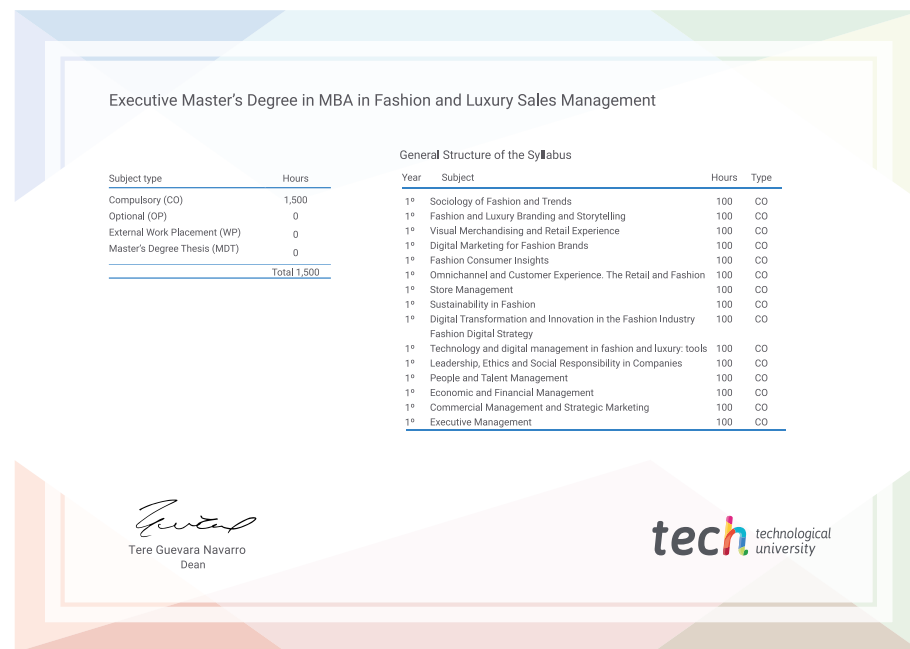 Executive Master's Degree in MBA in Fashion and Luxury Sales Management
Subject type Hours
Compulsory (CO) 1,500
Optional (OP) 0
External Work Placement (WP) 0
Master's Degree Thesis (MDT) 0
Total 1,500
General Structure of the Syllabus
Year Subject Hours Type
1º Sociology of Fashion and Trends 100 CO
1º Fashion and Luxury Branding and Storytelling 100 CO
1º Visual Merchandising and Retail Experience 100 CO
1º Digital Marketing for Fashion Brands 100 CO
1º Fashion Consumer Insights 100 CO
1º Omnichannel and Customer Experience. The Retail and Fashion 100 CO
1º Store Management 100 CO
1º Sustainability in Fashion 100 CO
1º Digital Transformation and Innovation in the Fashion Industry 100 CO
Fashion Digital Strategy
1º Technology and digital management in fashion and luxury: tools 100 CO
1º Leadership, Ethics and Social Responsibility in Companies 100 CO
1º People and Talent Management 100 CO
1º Economic and Financial Management 100 CO
1º Commercial Management and Strategic Marketing 100 CO
1º Executive Management 100 CO
Tere Guevara Navarro
Dean
tech technological
university